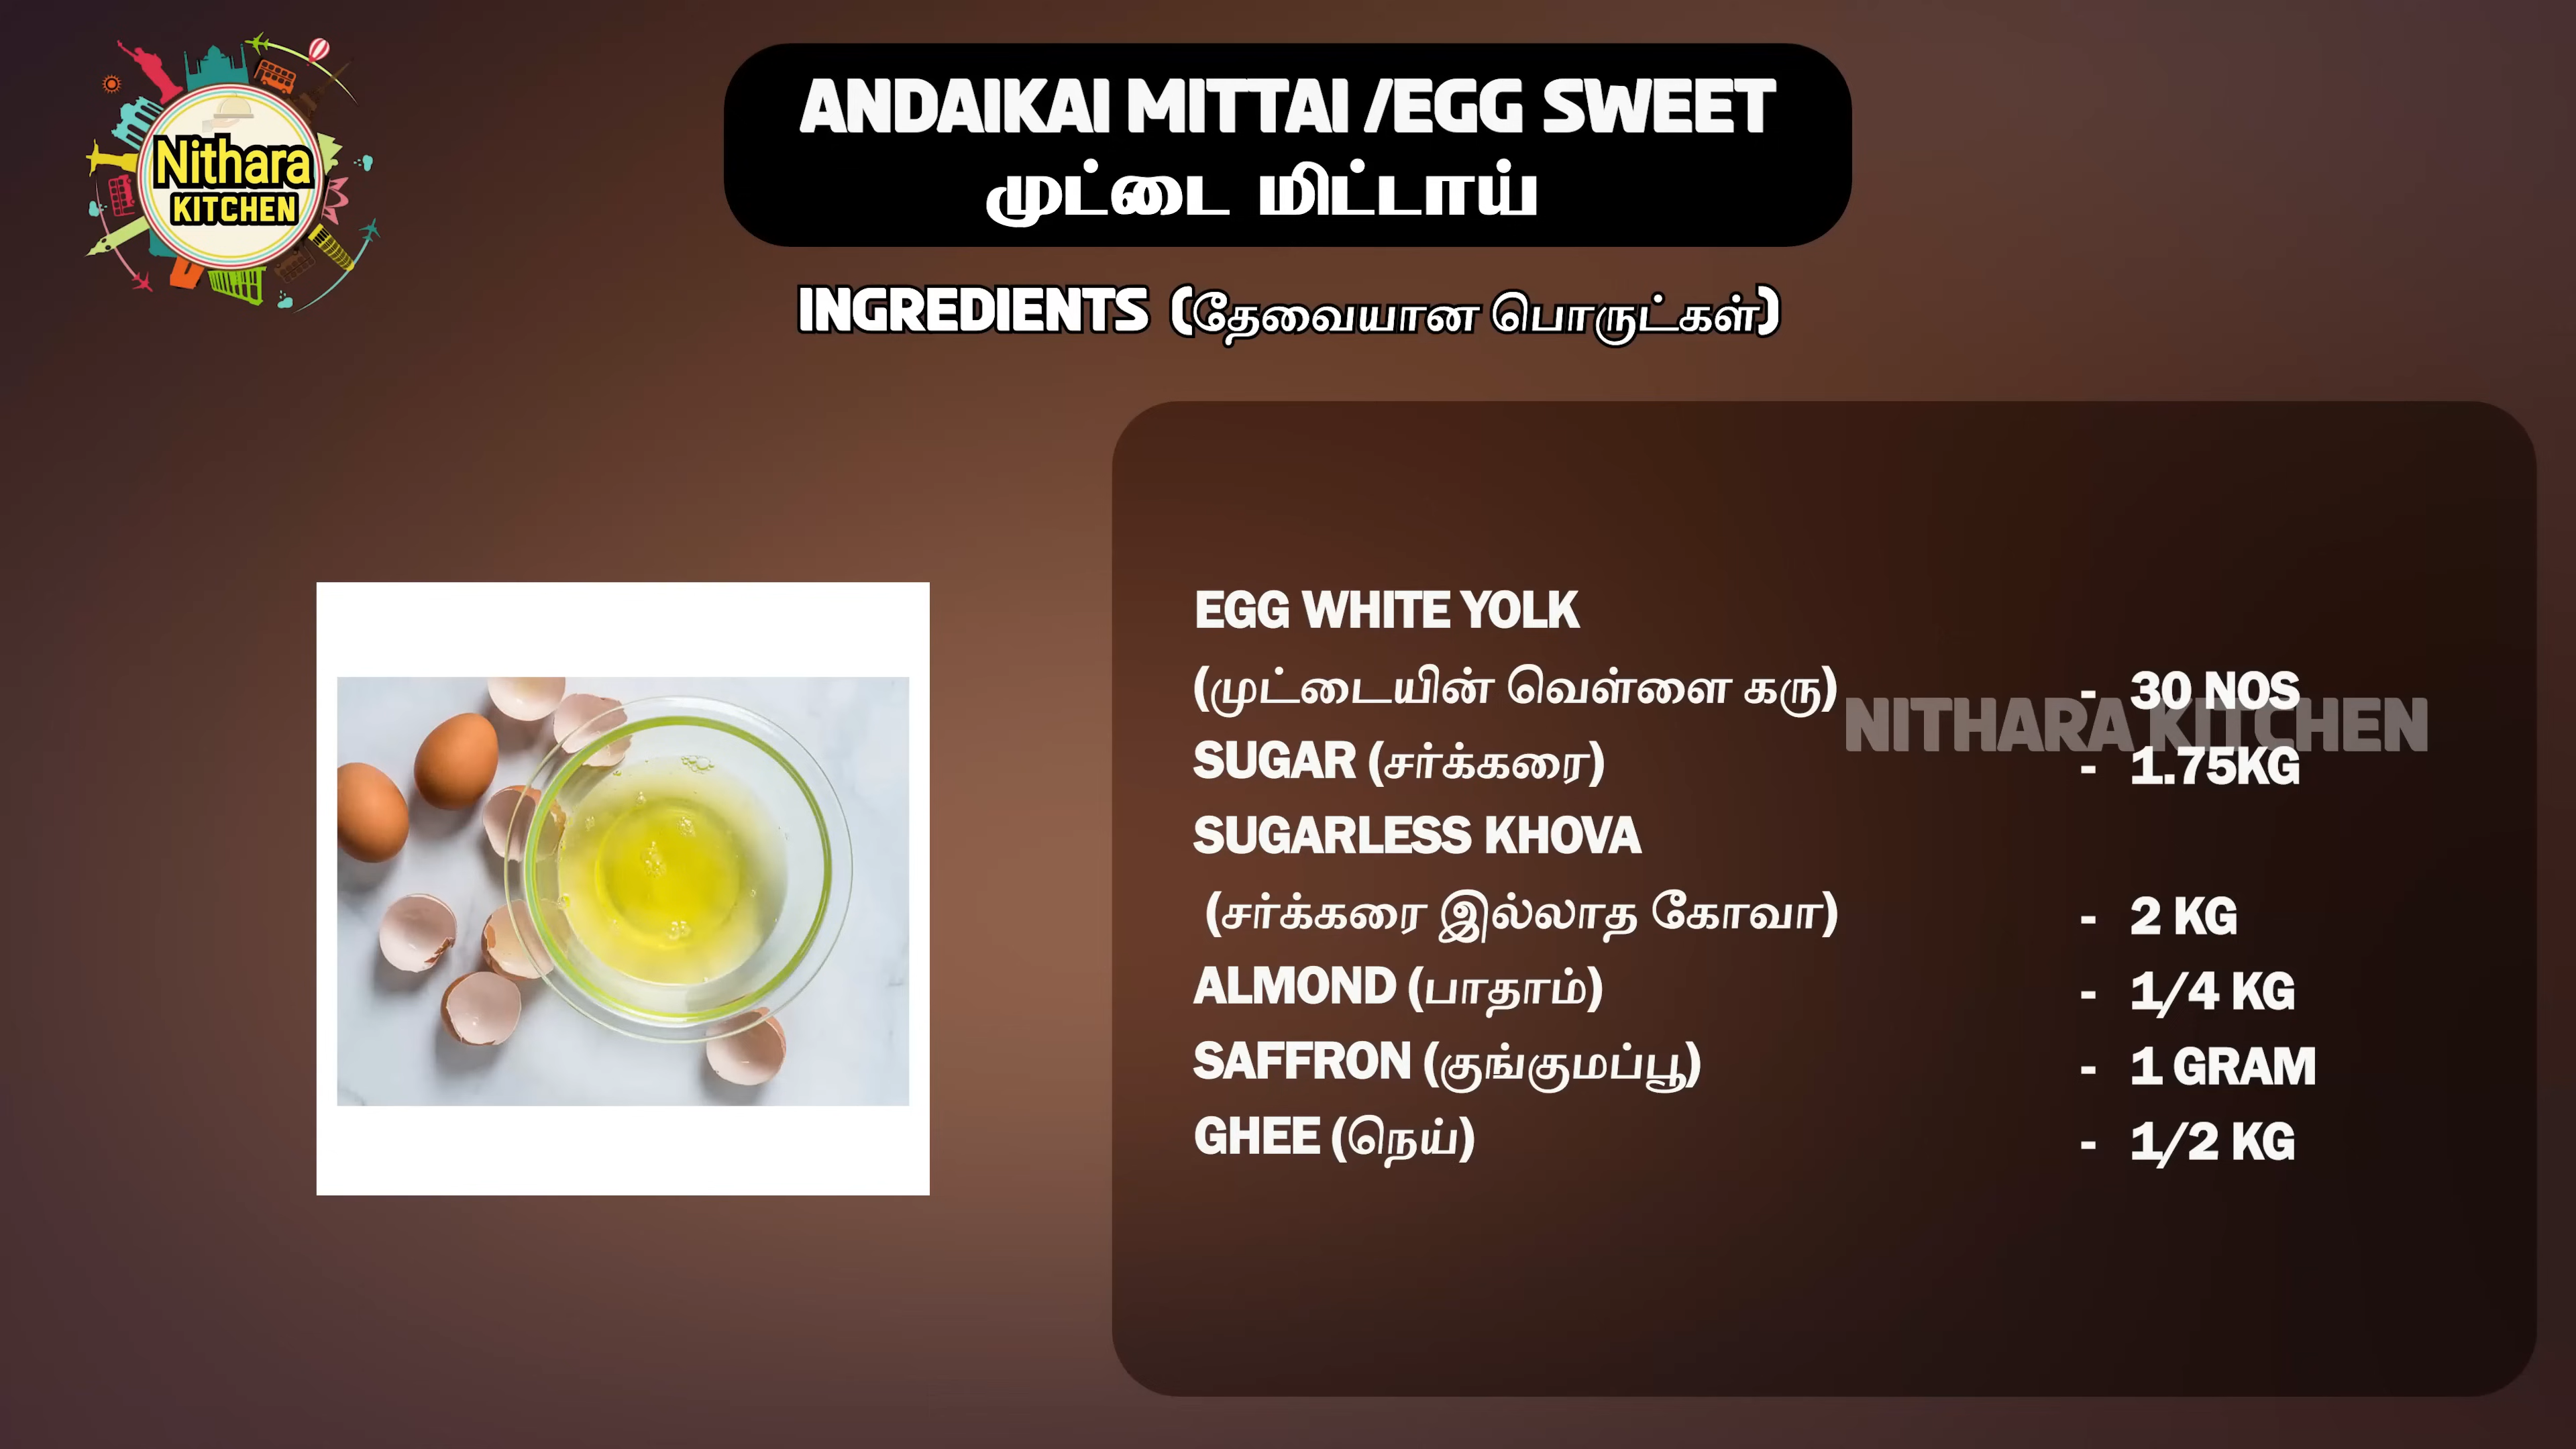 Nithara
KITCHEN
ANDAIKAI MITTAI /EGG SWEET
முட்டை மிட்டாய்
INGREDIENTS (தேவையான பொருட்கள்)
EGG WHITE YOLK
(முட்டையின் வெள்ளை கரு) - 30 NOS
NITHARA KITCHEN
SUGAR (சர்க்கரை) - 1.75KG
SUGARLESS KHOVA
(சர்க்கரை இல்லாத கோவா) - 2 KG
ALMOND (பாதாம்) - 1/4 KG
SAFFRON (குங்குமப்பூ) - 1 GRAM
GHEE (நெய்) - 1/2 KG